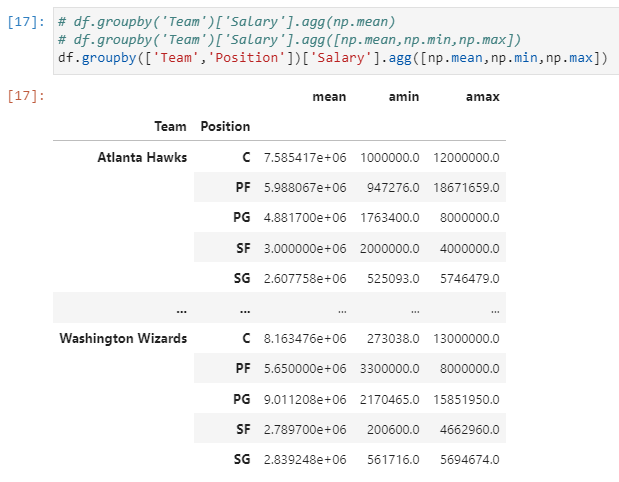 [17]: # df.groupby('Team')['Salary'].agg(np.mean)
# df.groupby('Team')['Salary'].agg([np.mean,np.min,np.max])
df.groupby(['Team','Position'])['Salary'].agg([np.mean,np.min,np.max])
[17]:
mean amin amax
Team Position
Atlanta Hawks C 7.585417e+06 1000000.0 12000000.0
PF 5.988067e+06 947276.0 18671659.0
PG 4.881700e+06 1763400.0 8000000.0
SF 3.000000e+06 2000000.0 4000000.0
SG 2.607758e+06 525093.0 5746479.0
... ... ... ... ...
Washington Wizards C 8.163476e+06 273038.0 13000000.0
PF 5.650000e+06 3300000.0 8000000.0
PG 9.011208e+06 2170465.0 15851950.0
SF 2.789700e+06 200600.0 4662960.0
SG 2.839248e+06 561716.0 5694674.0